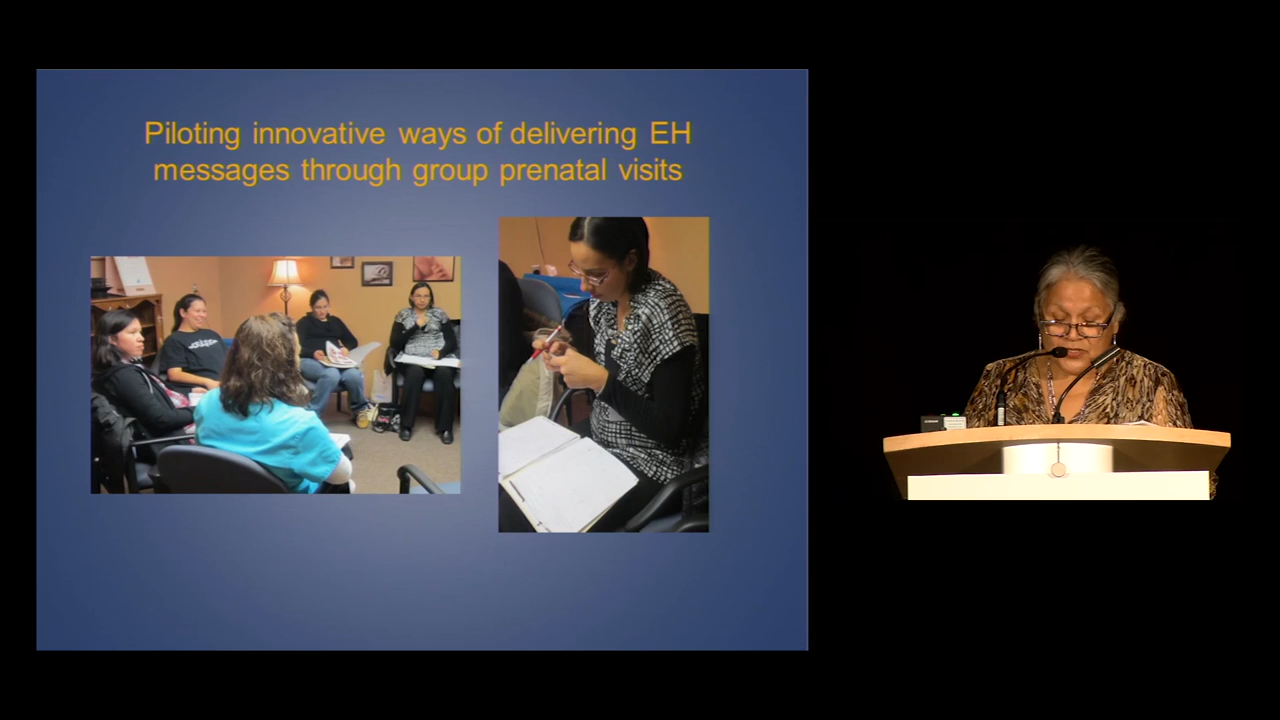 Piloting innovative ways of delivering EH
messages through group prenatal visits